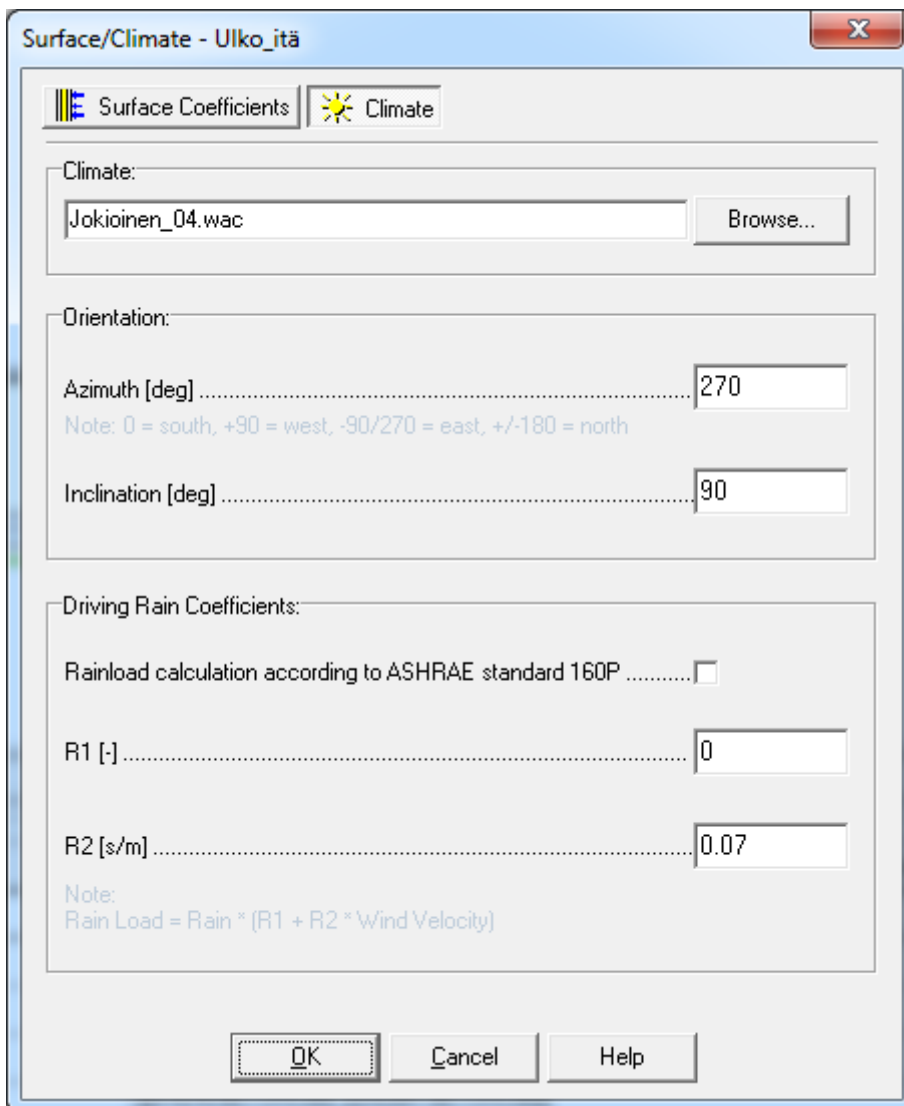 Surface/Climate - Ulko_itä
Surface Coefficients Climate
Climate:
Jokioinen_04.wac Browse...
Orientation:
Azimuth [deg] 270
Note: 0 = south, +90 = west, -90/270 = east, +/-180 = north
Inclination [deg] 90
Driving Rain Coefficients:
Rainload calculation according to ASHRAE standard 160P
R1 [-] 0
R2 [s/m] 0.07
Note:
Rain Load = Rain * (R1 + R2 * Wind Velocity)
OK Cancel Help